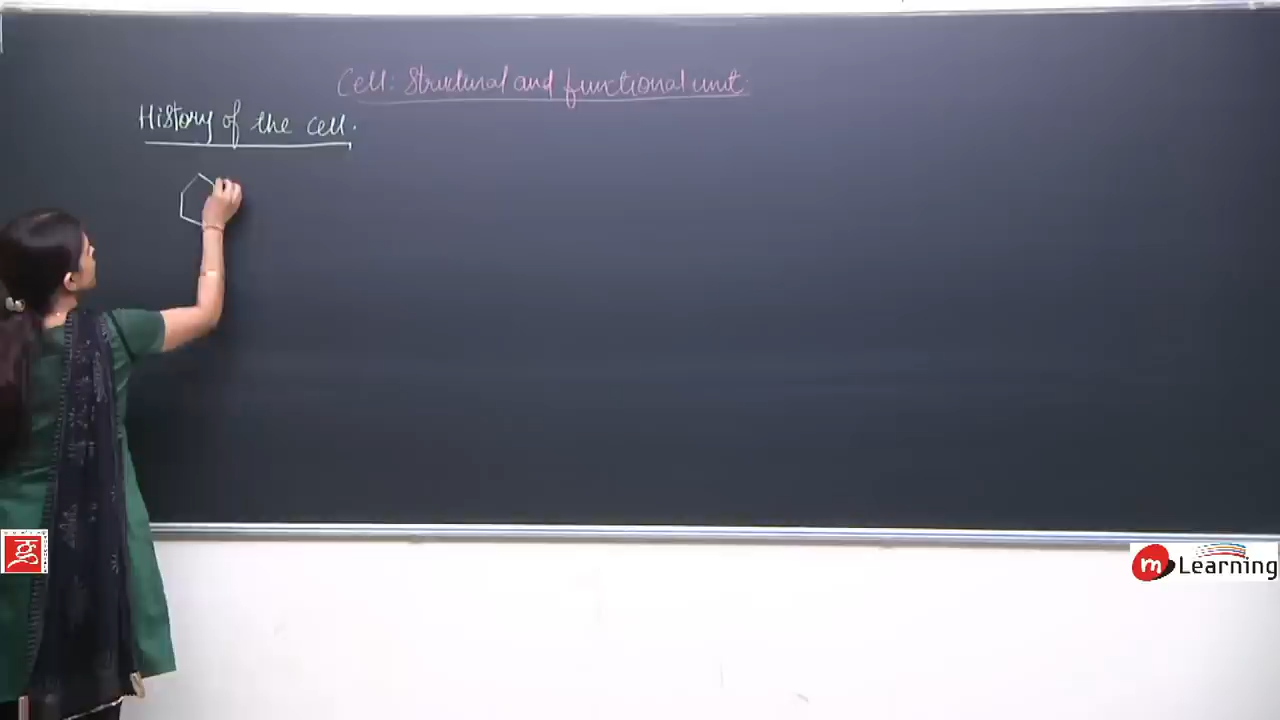 Cell: Structural and functional unit.
History of the cell.
ग
m Learning